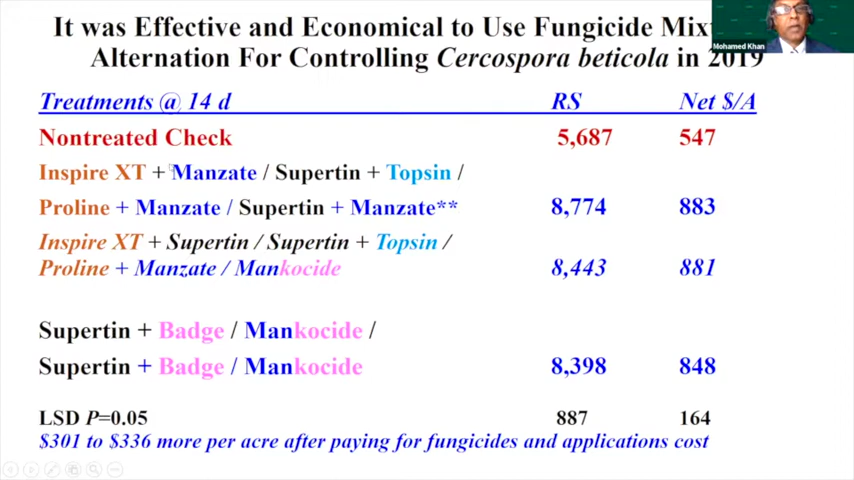 It was Effective and Economical to Use Fungicide Mix
Alternation For Controlling Cercospora beticola in 2019
Mohamed Khan
Treatments @ 14 d RS Net $/A
Nontreated Check 5,687 547
Inspire XT + Manzate / Supertin + Topsin /
Proline + Manzate / Supertin + Manzate** 8,774 883
Inspire XT + Supertin / Supertin + Topsin /
Proline + Manzate / Mankocide 8,443 881
Supertin + Badge / Mankocide /
Supertin + Badge / Mankocide 8,398 848
LSD P=0.05 887 164
$301 to $336 more per acre after paying for fungicides and applications cost